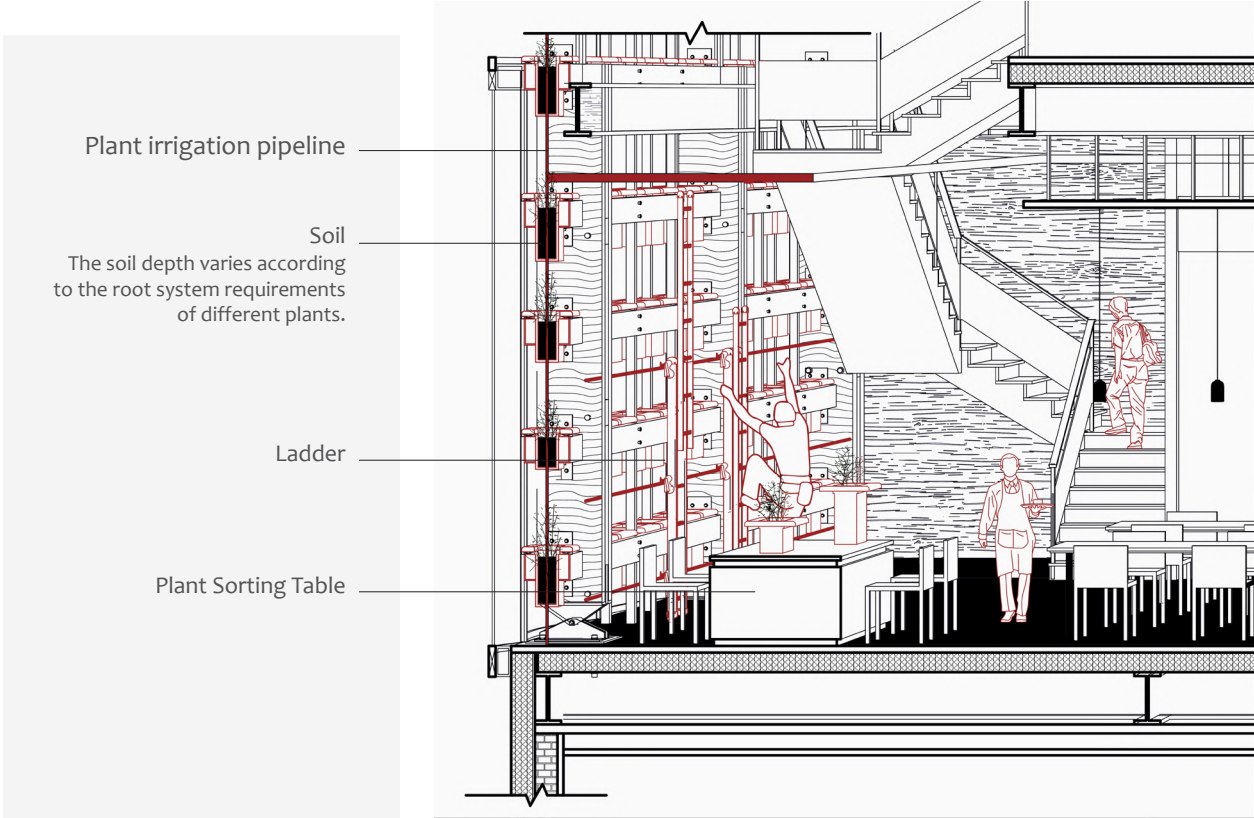 Plant irrigation pipeline
Soil
The soil depth varies according
to the root system requirements
of different plants.
Ladder
Plant Sorting Table